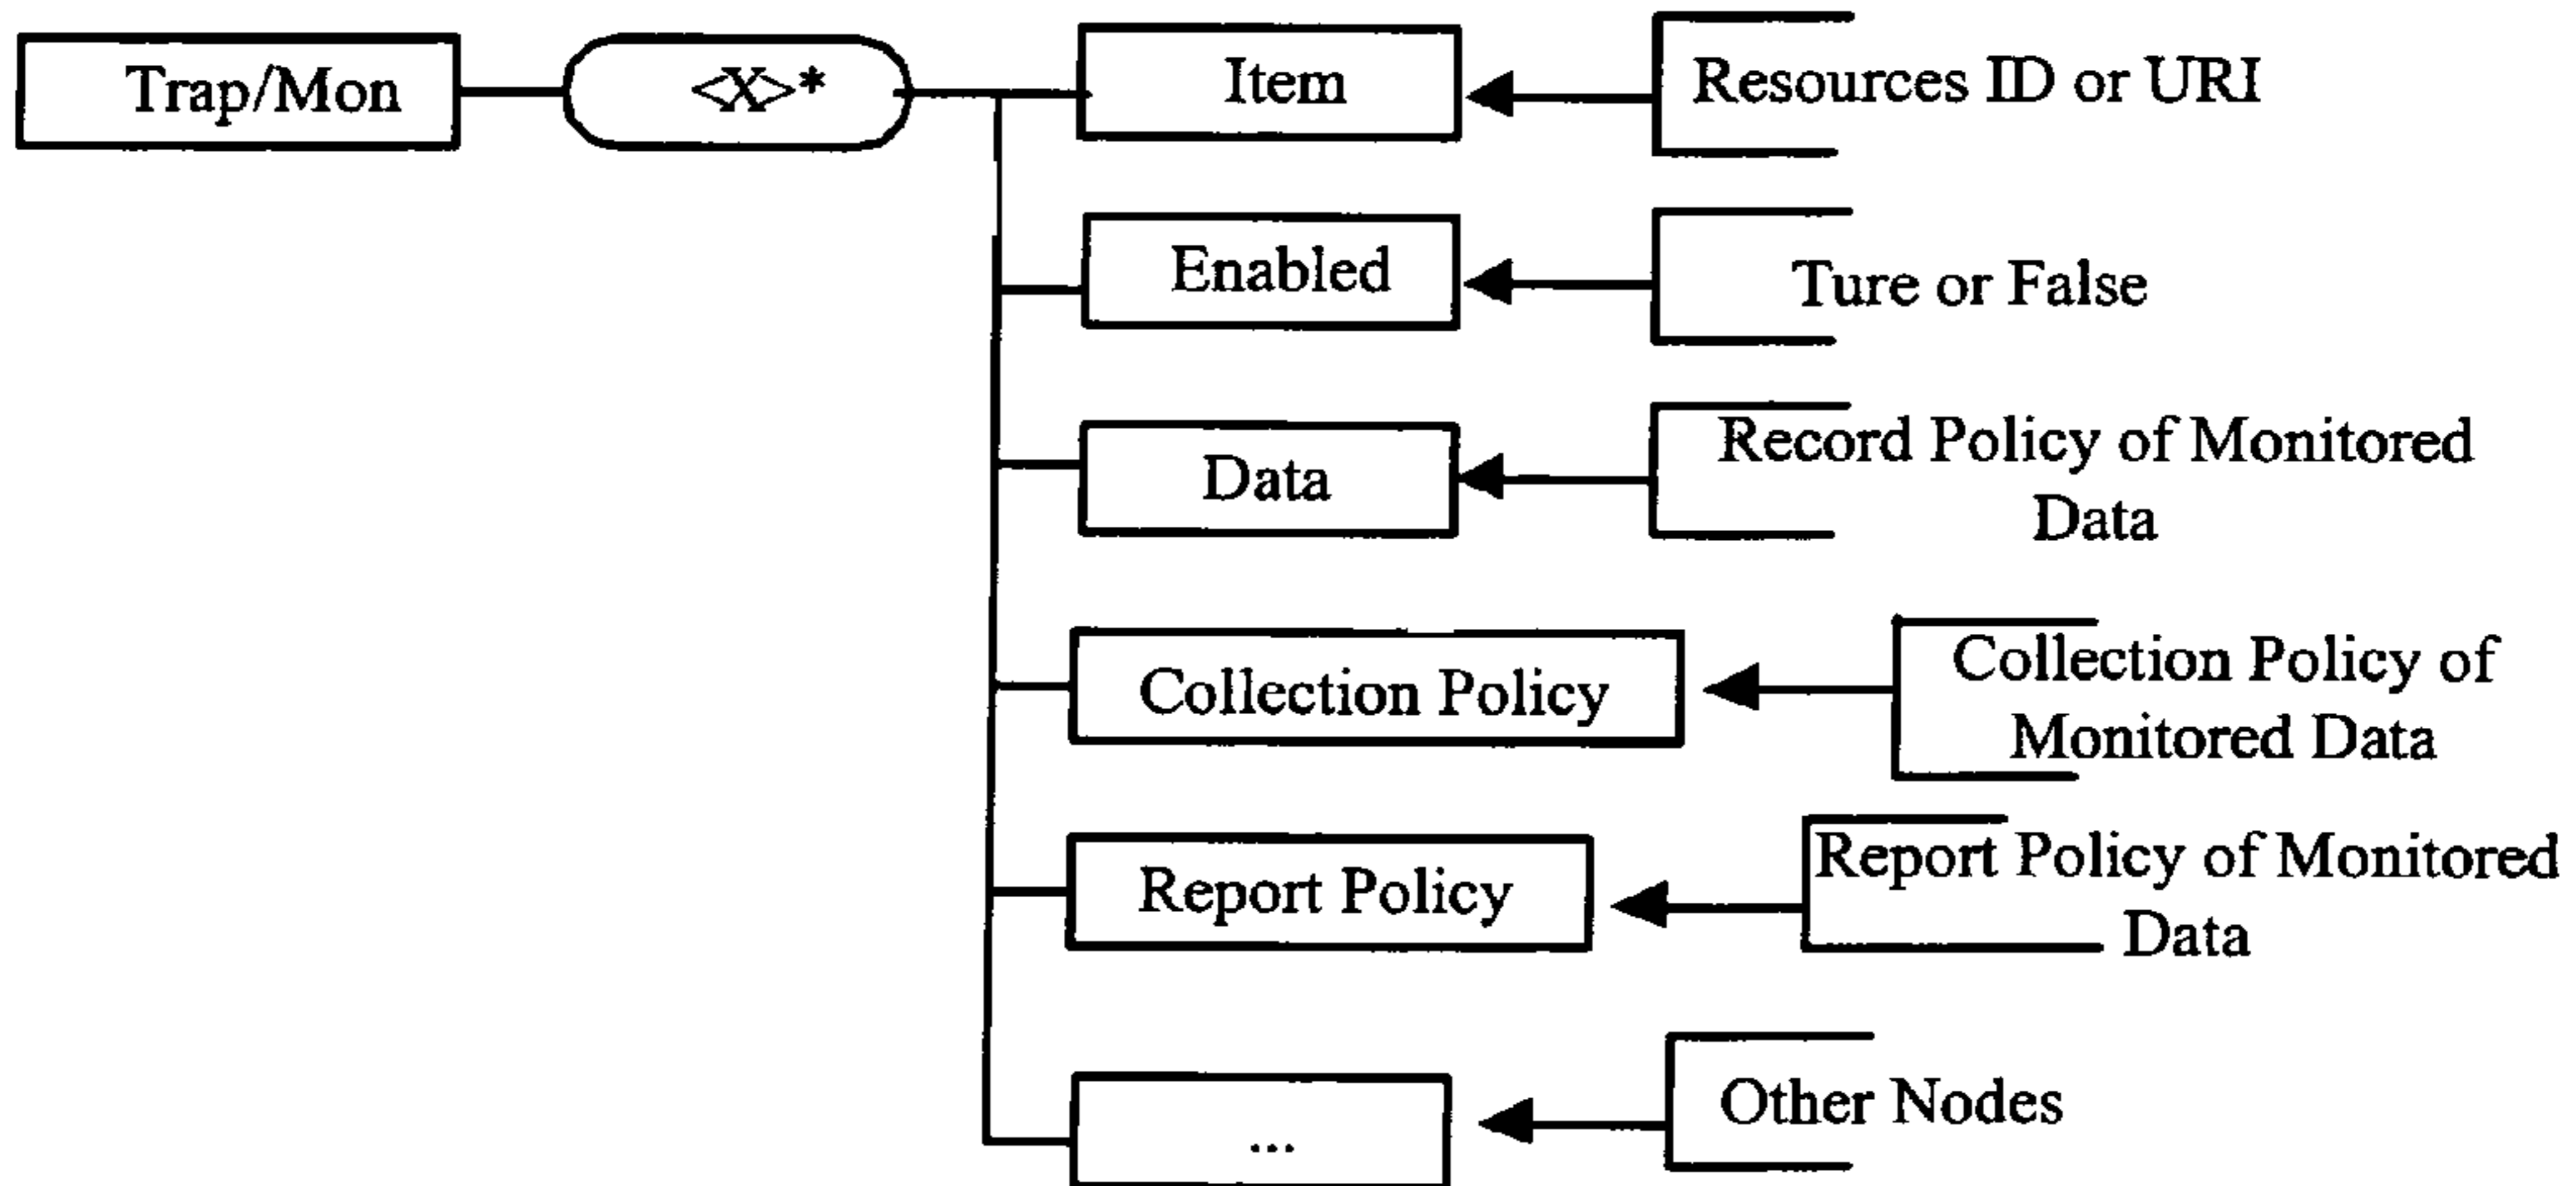 Trap/Mon
<X>*
Item
Resources ID or URI
Enabled
Ture or False
Data
Record Policy of Monitored
Data
Collection Policy
Collection Policy of
Monitored Data
Report Policy
Report Policy of Monitored
Data
...
Other Nodes